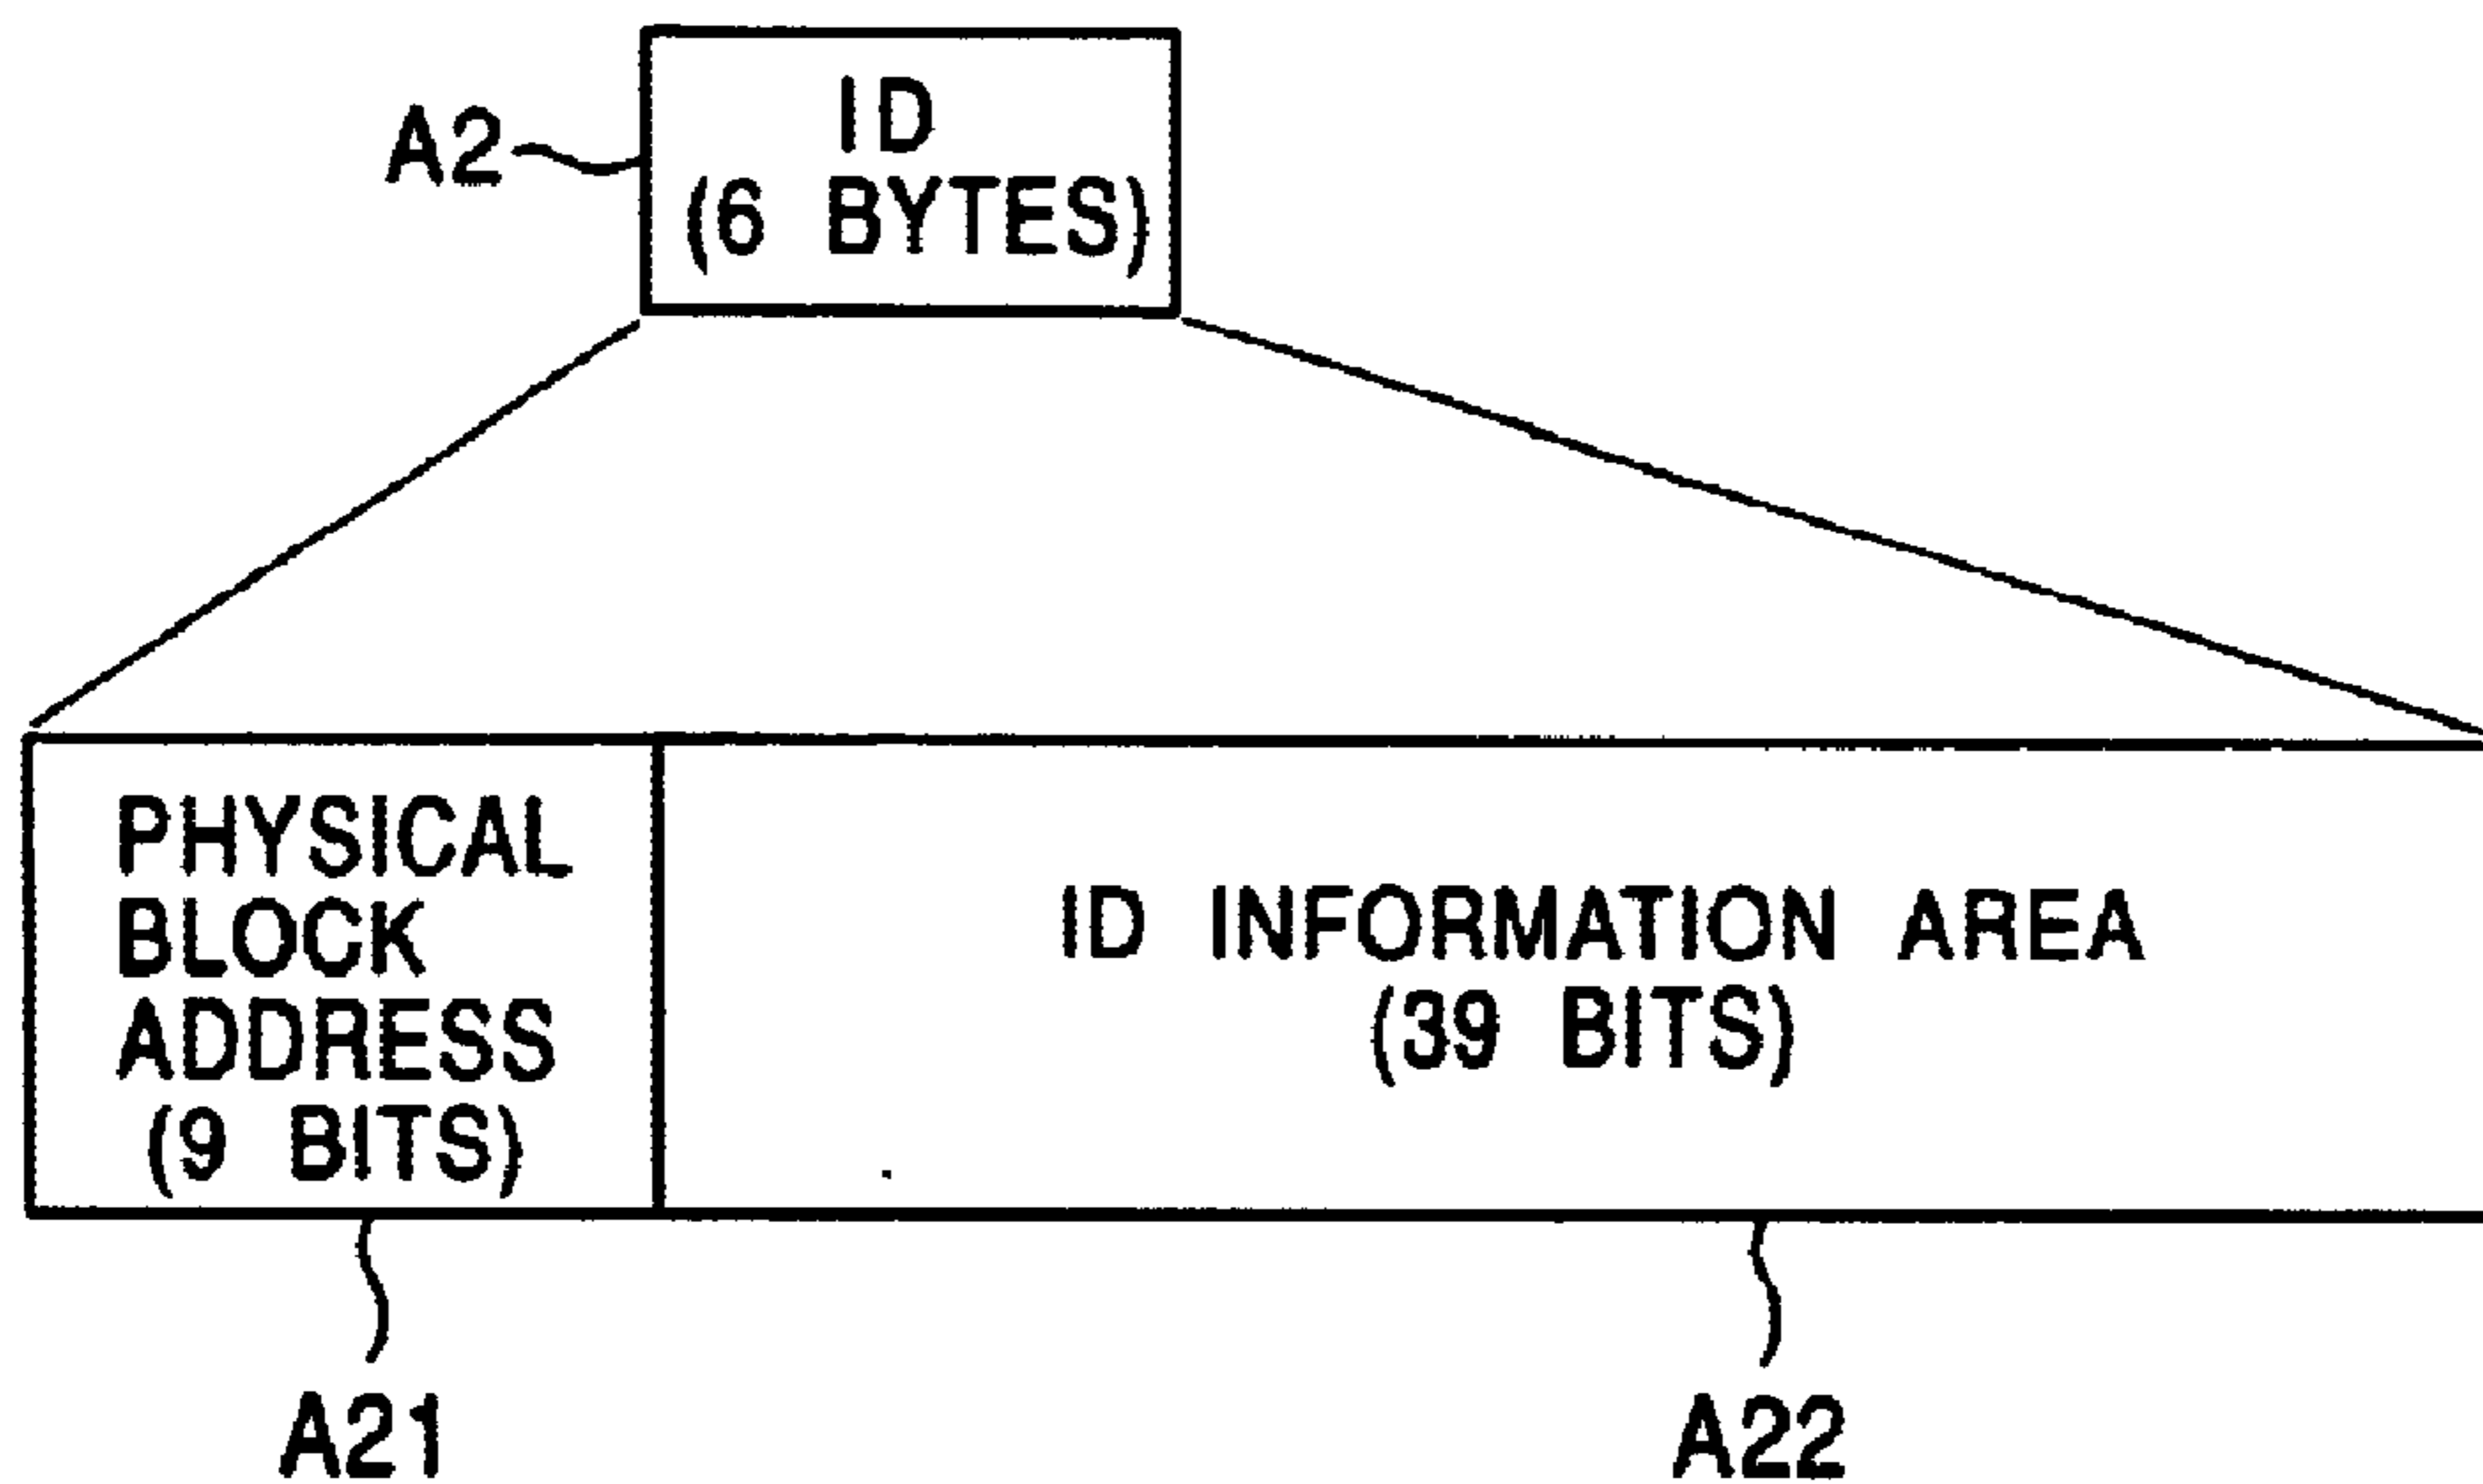 ID
A2
(6 BYTES)
PHYSICAL
BLOCK
ADDRESS
(9 BITS)
ID INFORMATION AREA
(39 BITS)
A21
A22